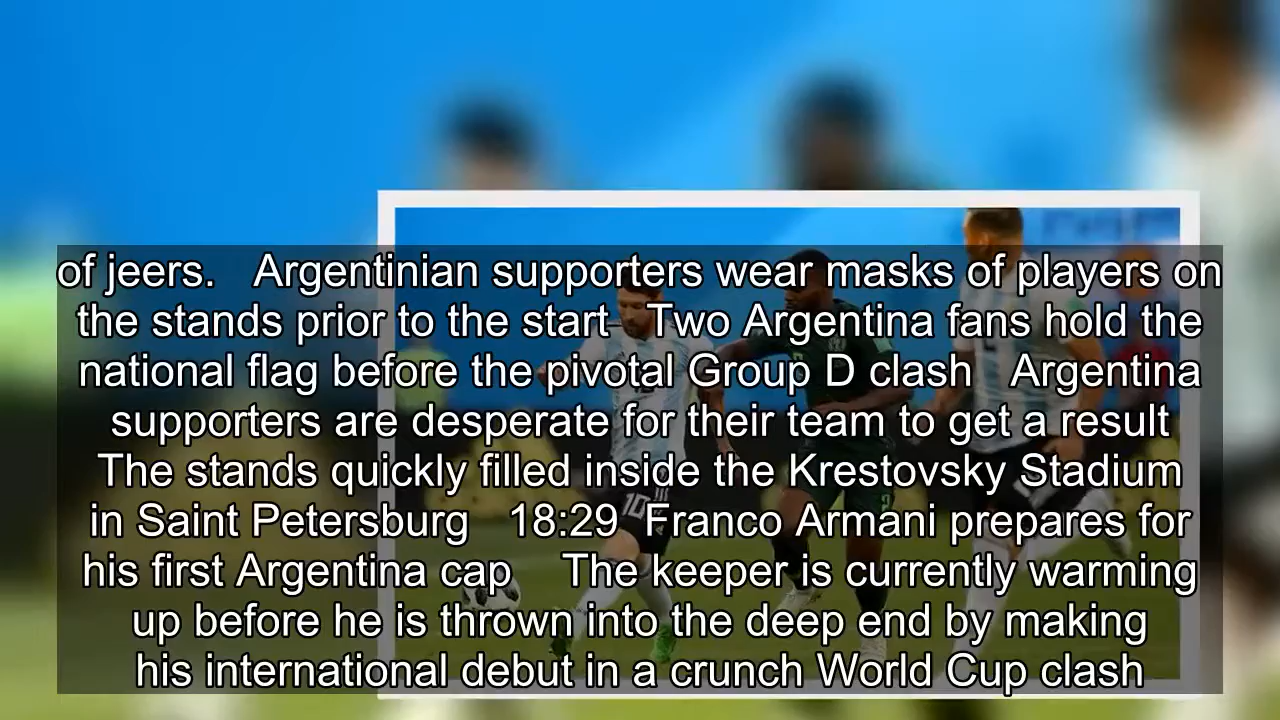 of jeers. Argentinian supporters wear masks of players on
the stands prior to the start Two Argentina fans hold the
national flag before the pivotal Group D clash Argentina
supporters are desperate for their team to get a result
The stands quickly filled inside the Krestovsky Stadium
in Saint Petersburg 18:29 Franco Armani prepares for
his first Argentina cap The keeper is currently warming
up before he is thrown into the deep end by making
his international debut in a crunch World Cup clash
10